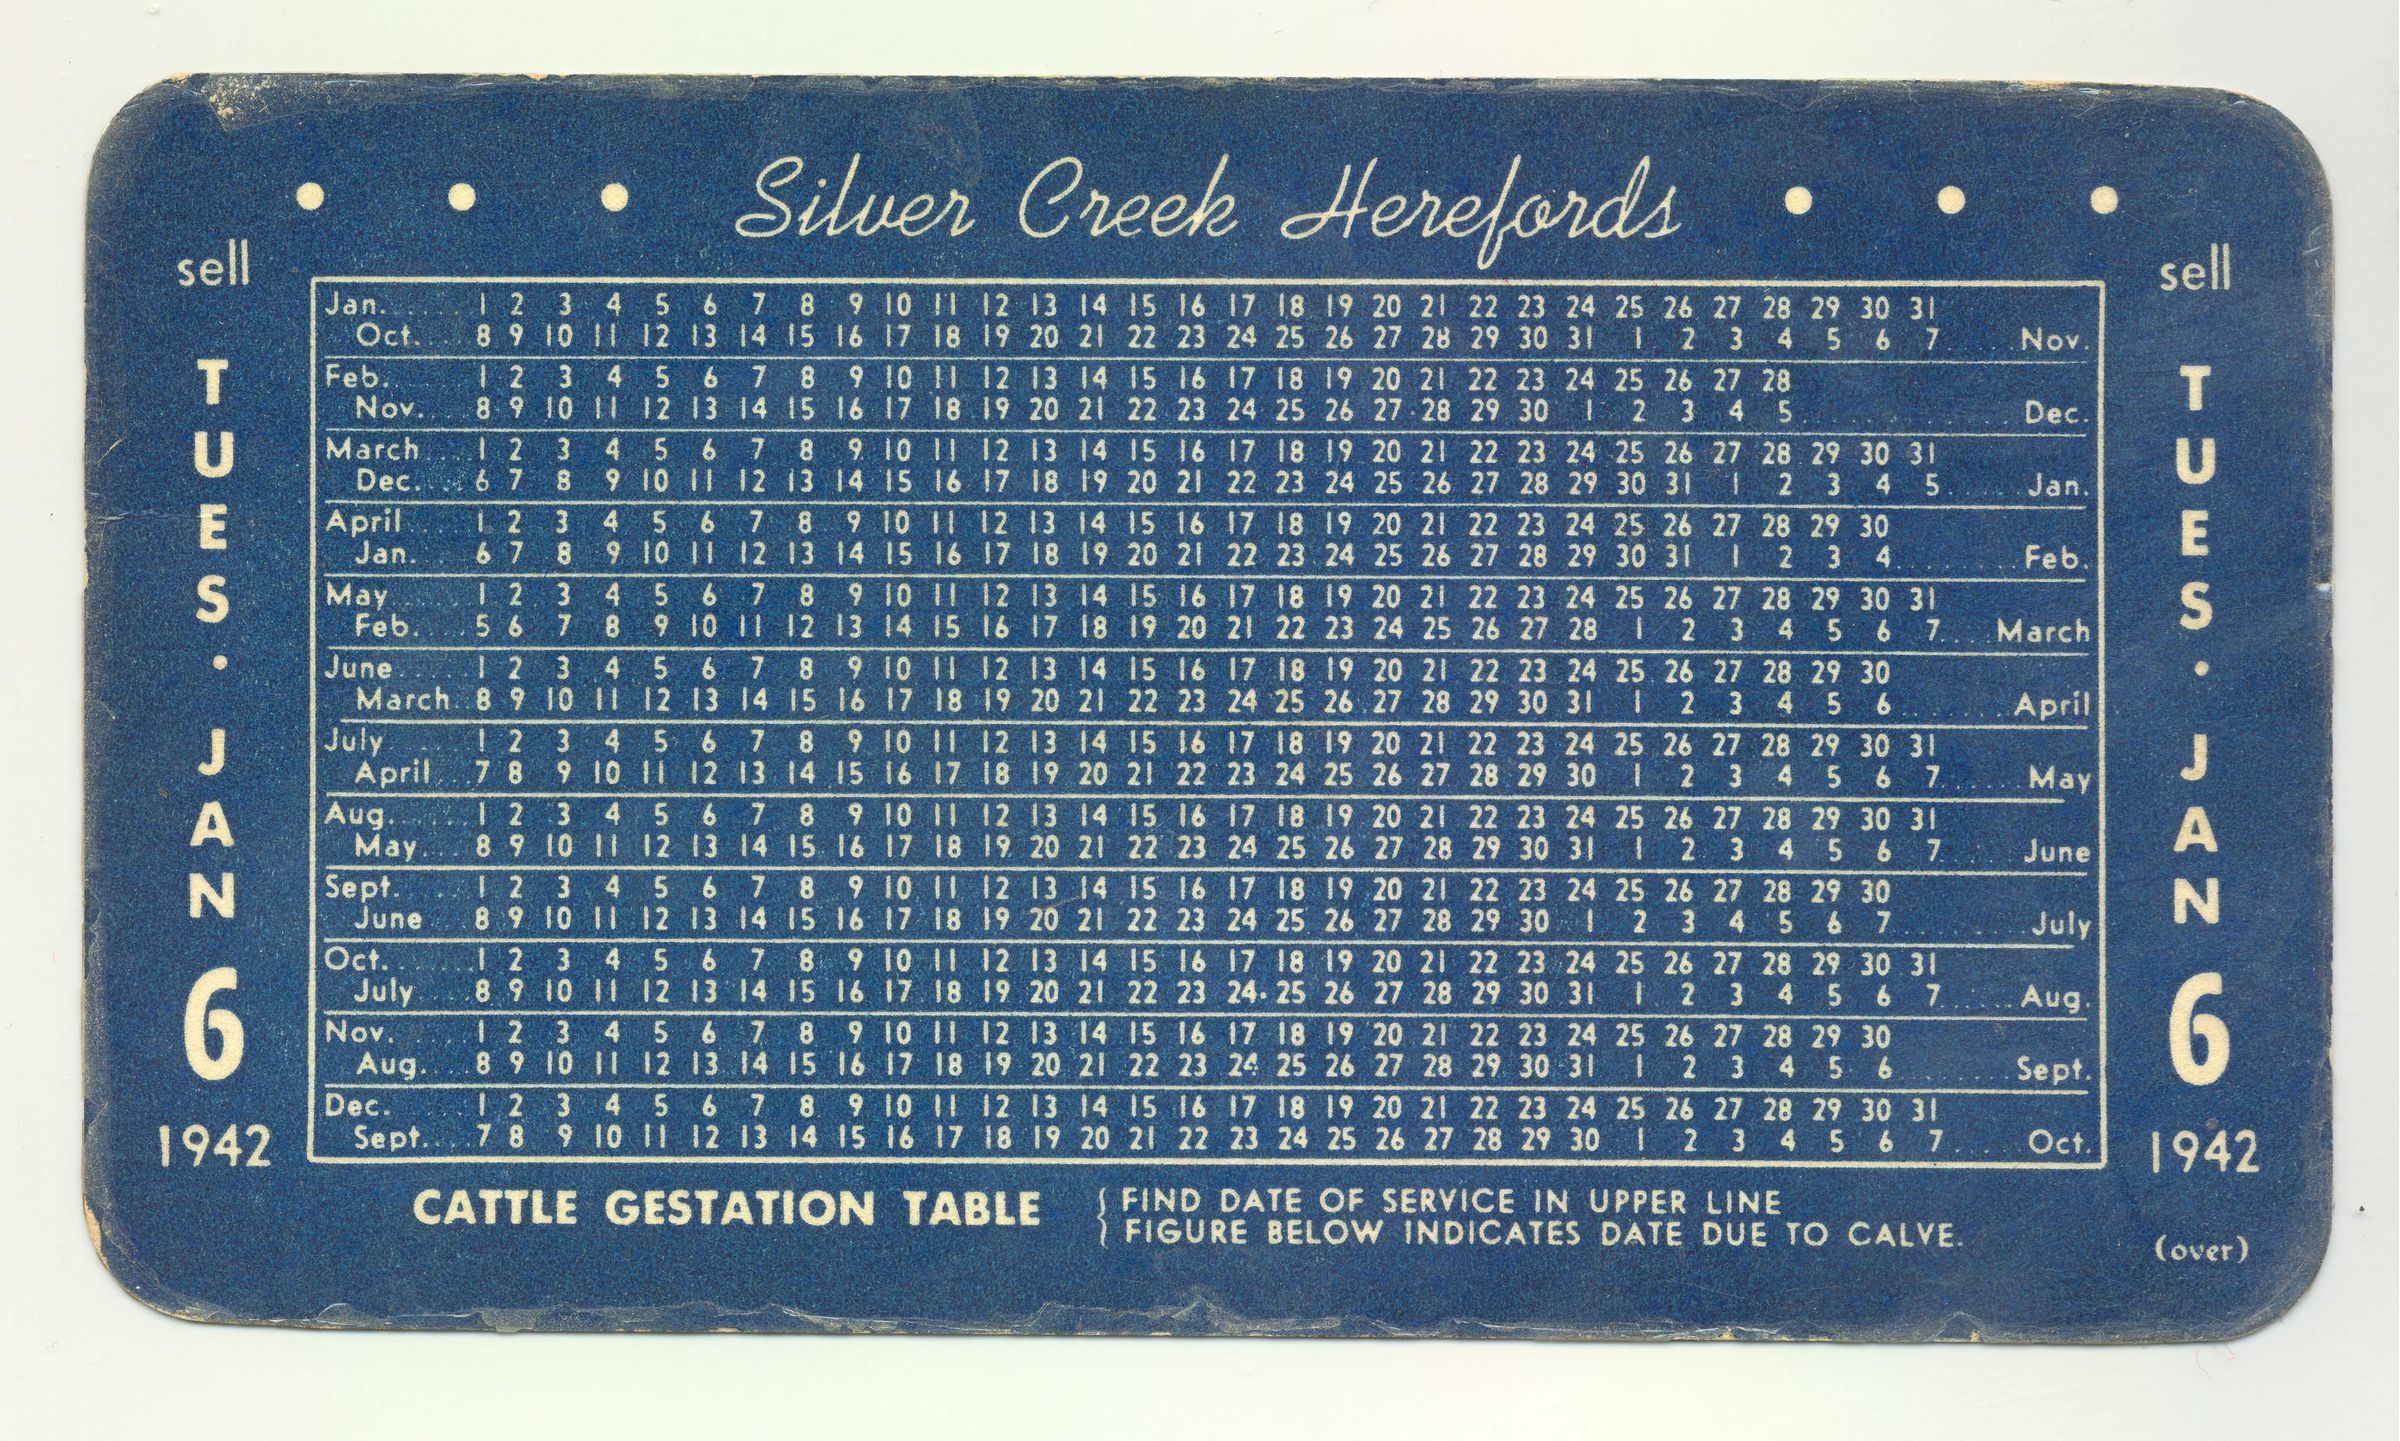 Silver Creek Herefords
sell
TUES. JAN
6
1942
Jan. 1 2 3 4 5 6 7 8 9 10 11 12 13 14 15 16 17 18 19 20 21 22 23 24 25 26 27 28 29 30 31
Oct. 8 9 10 11 12 13 14 15 16 17 18 19 20 21 22 23 24 25 26 27 28 29 30 31 1 2 3 4 5 6 7 Nov.
Feb. 1 2 3 4 5 6 7 8 9 10 11 12 13 14 15 16 17 18 19 20 21 22 23 24 25 26 27 28
Nov. 8 9 10 11 12 13 14 15 16 17 18 19 20 21 22 23 24 25 26 27 28 29 30 1 2 3 4 5 Dec.
March 1 2 3 4 5 6 7 8 9 10 11 12 13 14 15 16 17 18 19 20 21 22 23 24 25 26 27 28 29 30 31
Dec. 6 7 8 9 10 11 12 13 14 15 16 17 18 19 20 21 22 23 24 25 26 27 28 29 30 31 1 2 3 4 5 Jan.
April 1 2 3 4 5 6 7 8 9 10 11 12 13 14 15 16 17 18 19 20 21 22 23 24 25 26 27 28 29 30
Jan. 6 7 8 9 10 11 12 13 14 15 16 17 18 19 20 21 22 23 24 25 26 27 28 29 30 31 1 2 3 4 Feb.
May 1 2 3 4 5 6 7 8 9 10 11 12 13 14 15 16 17 18 19 20 21 22 23 24 25 26 27 28 29 30 31
Feb. 5 6 7 8 9 10 11 12 13 14 15 16 17 18 19 20 21 22 23 24 25 26 27 28 1 2 3 4 5 6 7 March
June 1 2 3 4 5 6 7 8 9 10 11 12 13 14 15 16 17 18 19 20 21 22 23 24 25 26 27 28 29 30
March 8 9 10 11 12 13 14 15 16 17 18 19 20 21 22 23 24 25 26 27 28 29 30 31 1 2 3 4 5 6 April
July 1 2 3 4 5 6 7 8 9 10 11 12 13 14 15 16 17 18 19 20 21 22 23 24 25 26 27 28 29 30 31
April 7 8 9 10 11 12 13 14 15 16 17 18 19 20 21 22 23 24 25 26 27 28 29 30 1 2 3 4 5 6 7 May
Aug. 1 2 3 4 5 6 7 8 9 10 11 12 13 14 15 16 17 18 19 20 21 22 23 24 25 26 27 28 29 30 31
May 8 9 10 11 12 13 14 15 16 17 18 19 20 21 22 23 24 25 26 27 28 29 30 31 1 2 3 4 5 6 7 June
Sept. 1 2 3 4 5 6 7 8 9 10 11 12 13 14 15 16 17 18 19 20 21 22 23 24 25 26 27 28 29 30
June 8 9 10 11 12 13 14 15 16 17 18 19 20 21 22 23 24 25 26 27 28 29 30 1 2 3 4 5 6 7 July
Oct. 1 2 3 4 5 6 7 8 9 10 11 12 13 14 15 16 17 18 19 20 21 22 23 24 25 26 27 28 29 30 31
July 8 9 10 11 12 13 14 15 16 17 18 19 20 21 22 23 24 25 26 27 28 29 30 31 1 2 3 4 5 6 7 Aug.
Nov. 1 2 3 4 5 6 7 8 9 10 11 12 13 14 15 16 17 18 19 20 21 22 23 24 25 26 27 28 29 30
Aug. 8 9 10 11 12 13 14 15 16 17 18 19 20 21 22 23 24 25 26 27 28 29 30 31 1 2 3 4 5 6 Sept.
Dec. 1 2 3 4 5 6 7 8 9 10 11 12 13 14 15 16 17 18 19 20 21 22 23 24 25 26 27 28 29 30 31
Sept. 7 8 9 10 11 12 13 14 15 16 17 18 19 20 21 22 23 24 25 26 27 28 29 30 1 2 3 4 5 6 7 Oct.
sell
TUES. JAN
6
1942
CATTLE GESTATION TABLE
FIND DATE OF SERVICE IN UPPER LINE
FIGURE BELOW INDICATES DATE DUE TO CALVE.
(over)